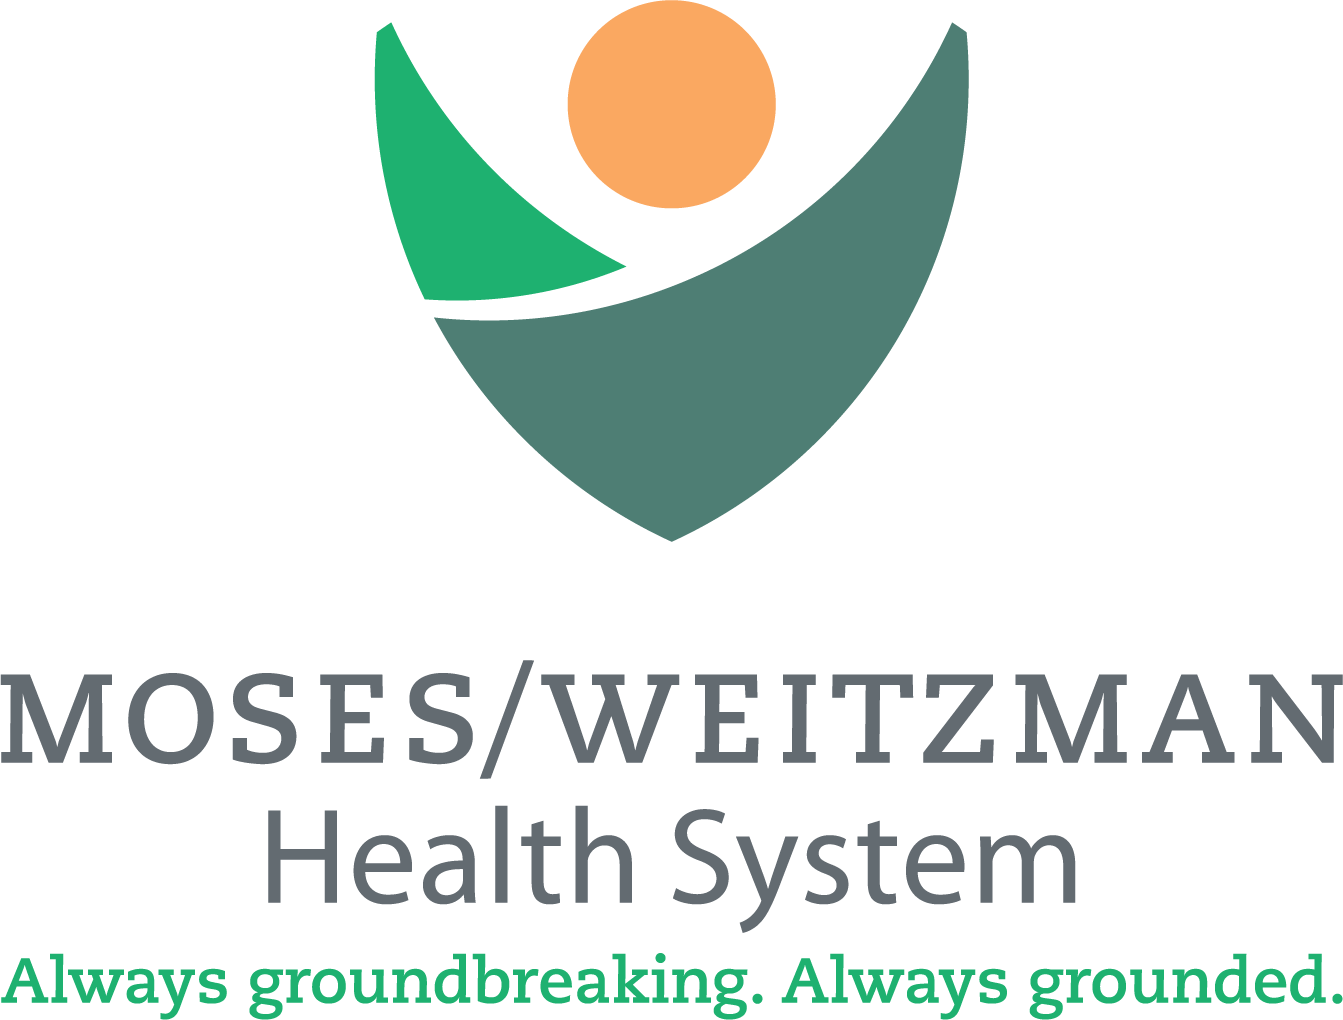 MOSES/WEITZMAN
Health System
Always groundbreaking. Always grounded.